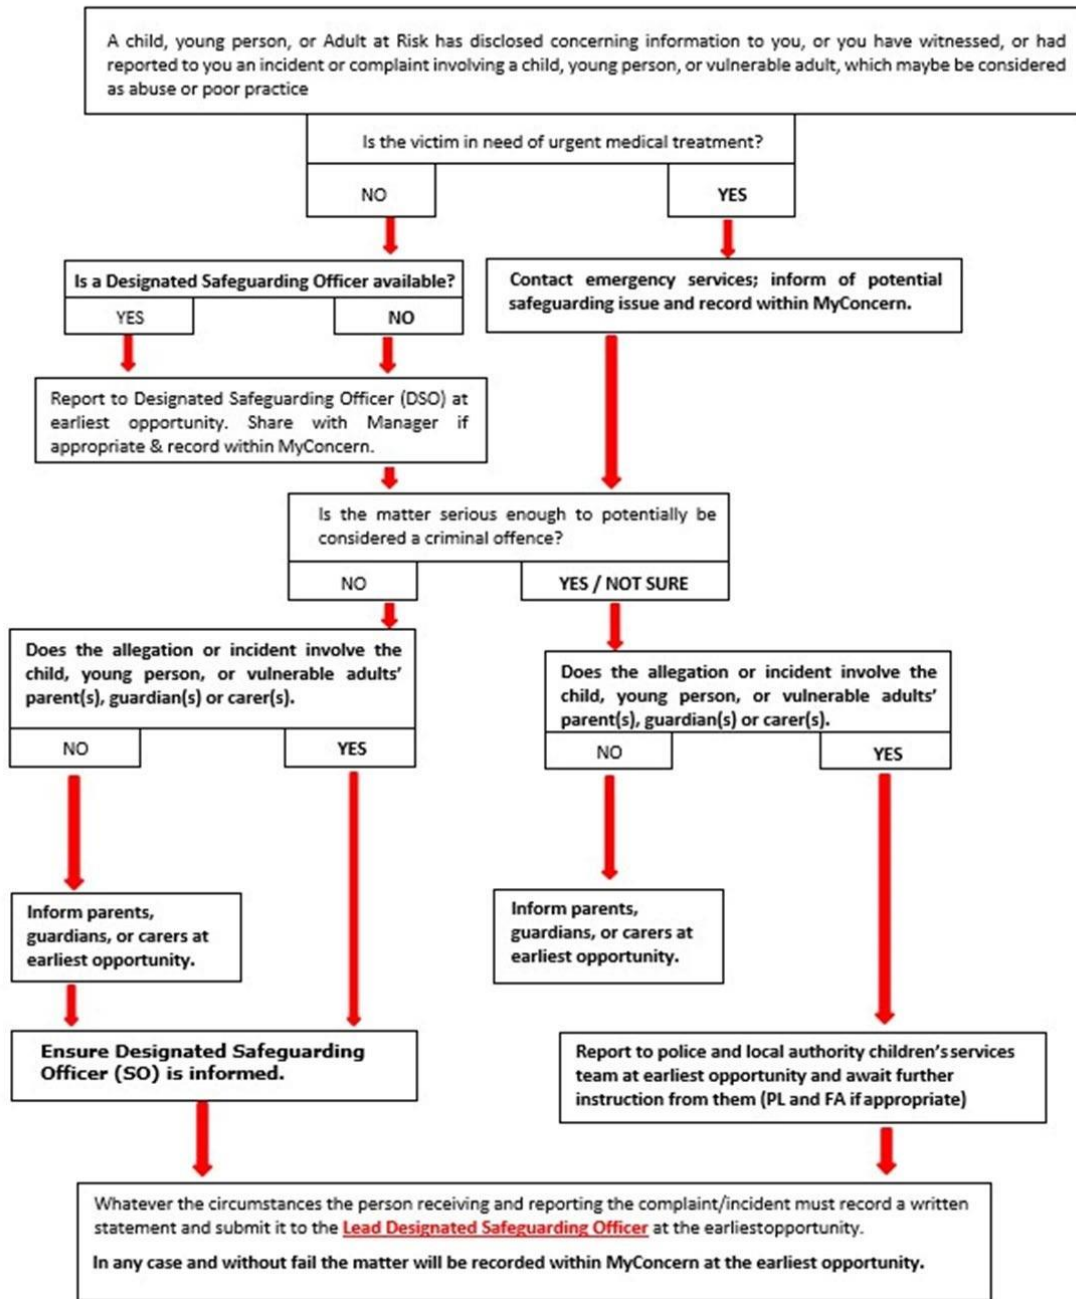 A child, young person, or Adult at Risk has disclosed concerning information to you, or you have witnessed, or had
reported to you an incident or complaint involving a child, young person, or vulnerable adult, which maybe be considered
as abuse or poor practice
Is the victim in need of urgent medical treatment?
NO
YES
Is a Designated Safeguarding Officer available?
YES
NO
Contact emergency services; inform of potential
safeguarding issue and record within MyConcern.
Report to Designated Safeguarding Officer (DSO) at
earliest opportunity. Share with Manager if
appropriate & record within MyConcern.
Is the matter serious enough to potentially be
considered a criminal offence?
NO
YES / NOT SURE
Does the allegation or incident involve the
child, young person, or vulnerable adults’
parent(s), guardian(s) or carer(s).
NO
YES
Does the allegation or incident involve the
child, young person, or vulnerable adults’
parent(s), guardian(s) or carer(s).
NO
YES
Inform parents,
guardians, or carers at
earliest opportunity.
Inform parents,
guardians, or carers at
earliest opportunity.
Ensure Designated Safeguarding
Officer (SO) is informed.
Report to police and local authority children’s services
team at earliest opportunity and await further
instruction from them (PL and FA if appropriate)
Whatever the circumstances the person receiving and reporting the complaint/incident must record a written
statement and submit it to the Lead Designated Safeguarding Officer at the earliestopportunity.
In any case and without fail the matter will be recorded within MyConcern at the earliest opportunity.